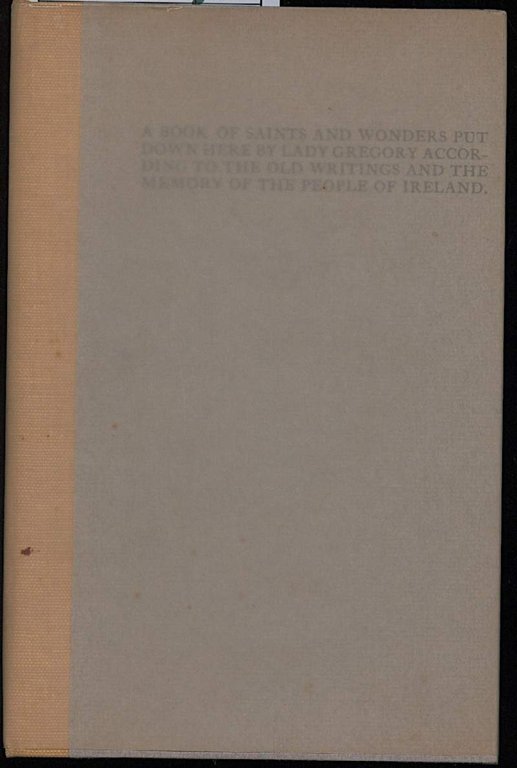 A BOOK OF SAINTS AND WONDERS PUT
DOWN HERE BY LADY GREGORY ACCOR-
DING TO THE OLD WRITINGS AND THE
MEMORY OF THE PEOPLE OF IRELAND.